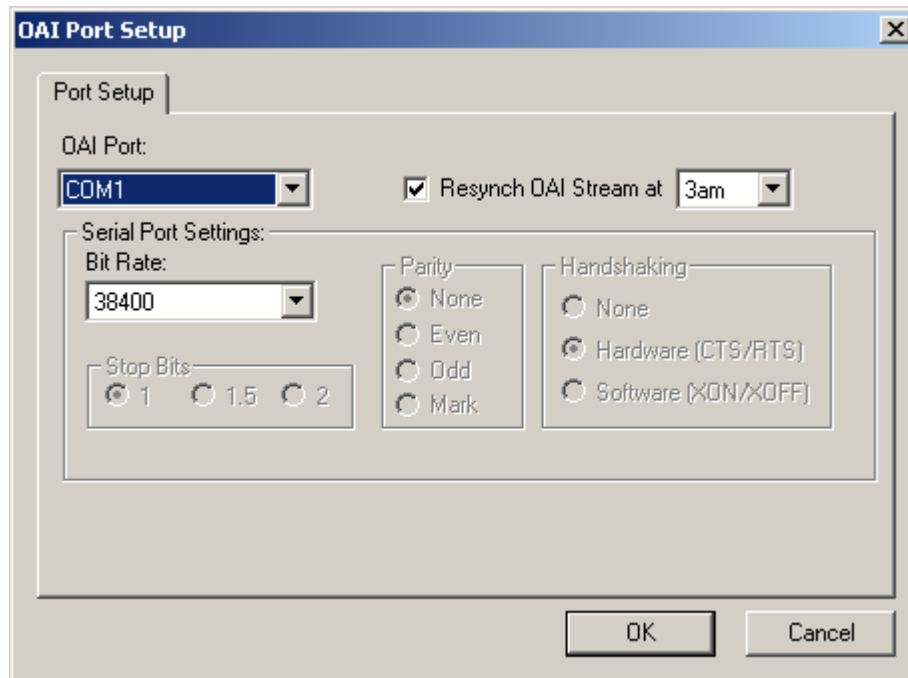 OAI Port Setup
Port Setup
OAI Port:
COM1
Resynch OAI Stream at 3am
Serial Port Settings:
Bit Rate:
38400
Stop Bits
1 1.5 2
Parity
None
Even
Odd
Mark
Handshaking
None
Hardware (CTS/RTS)
Software (XON/XOFF)
OK Cancel